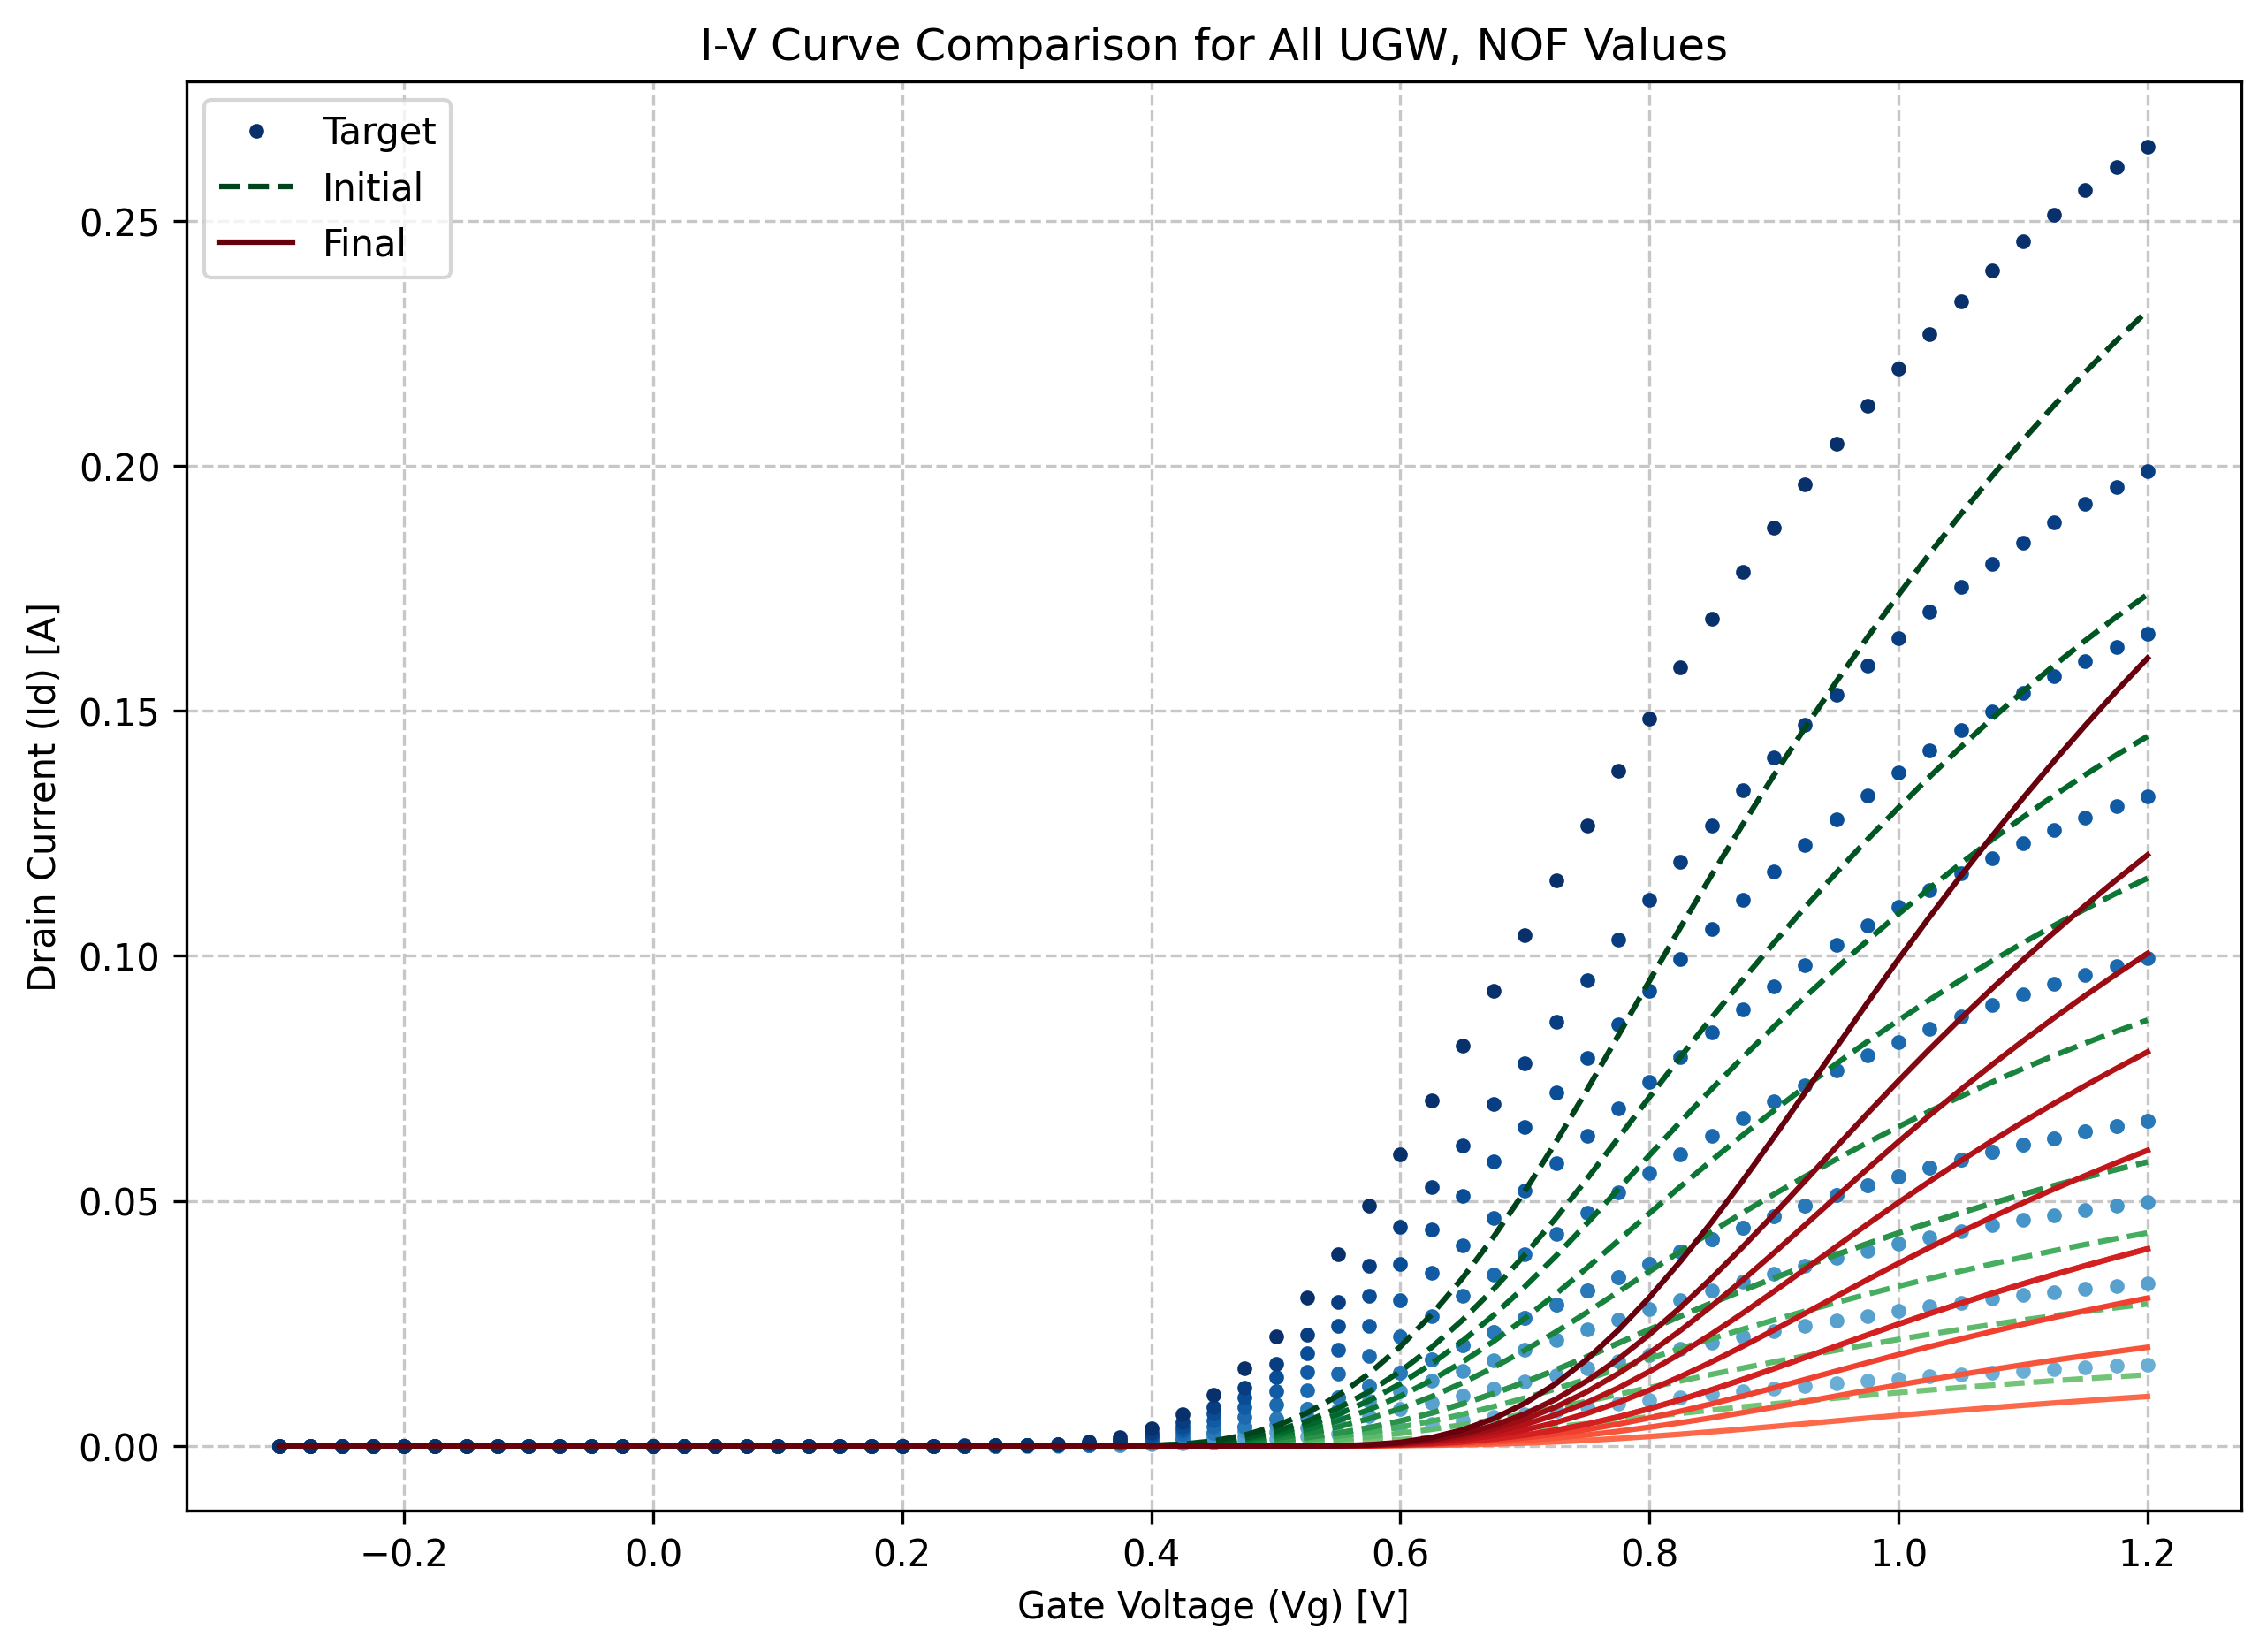 I-V Curve Comparison for All UGW, NOF Values
Target
Initial
Final
0.25
0.20
0.15
0.10
0.05
0.00
Drain Current (Id) [A]
−0.2
0.0
0.2
0.4
0.6
0.8
1.0
1.2
Gate Voltage (Vg) [V]